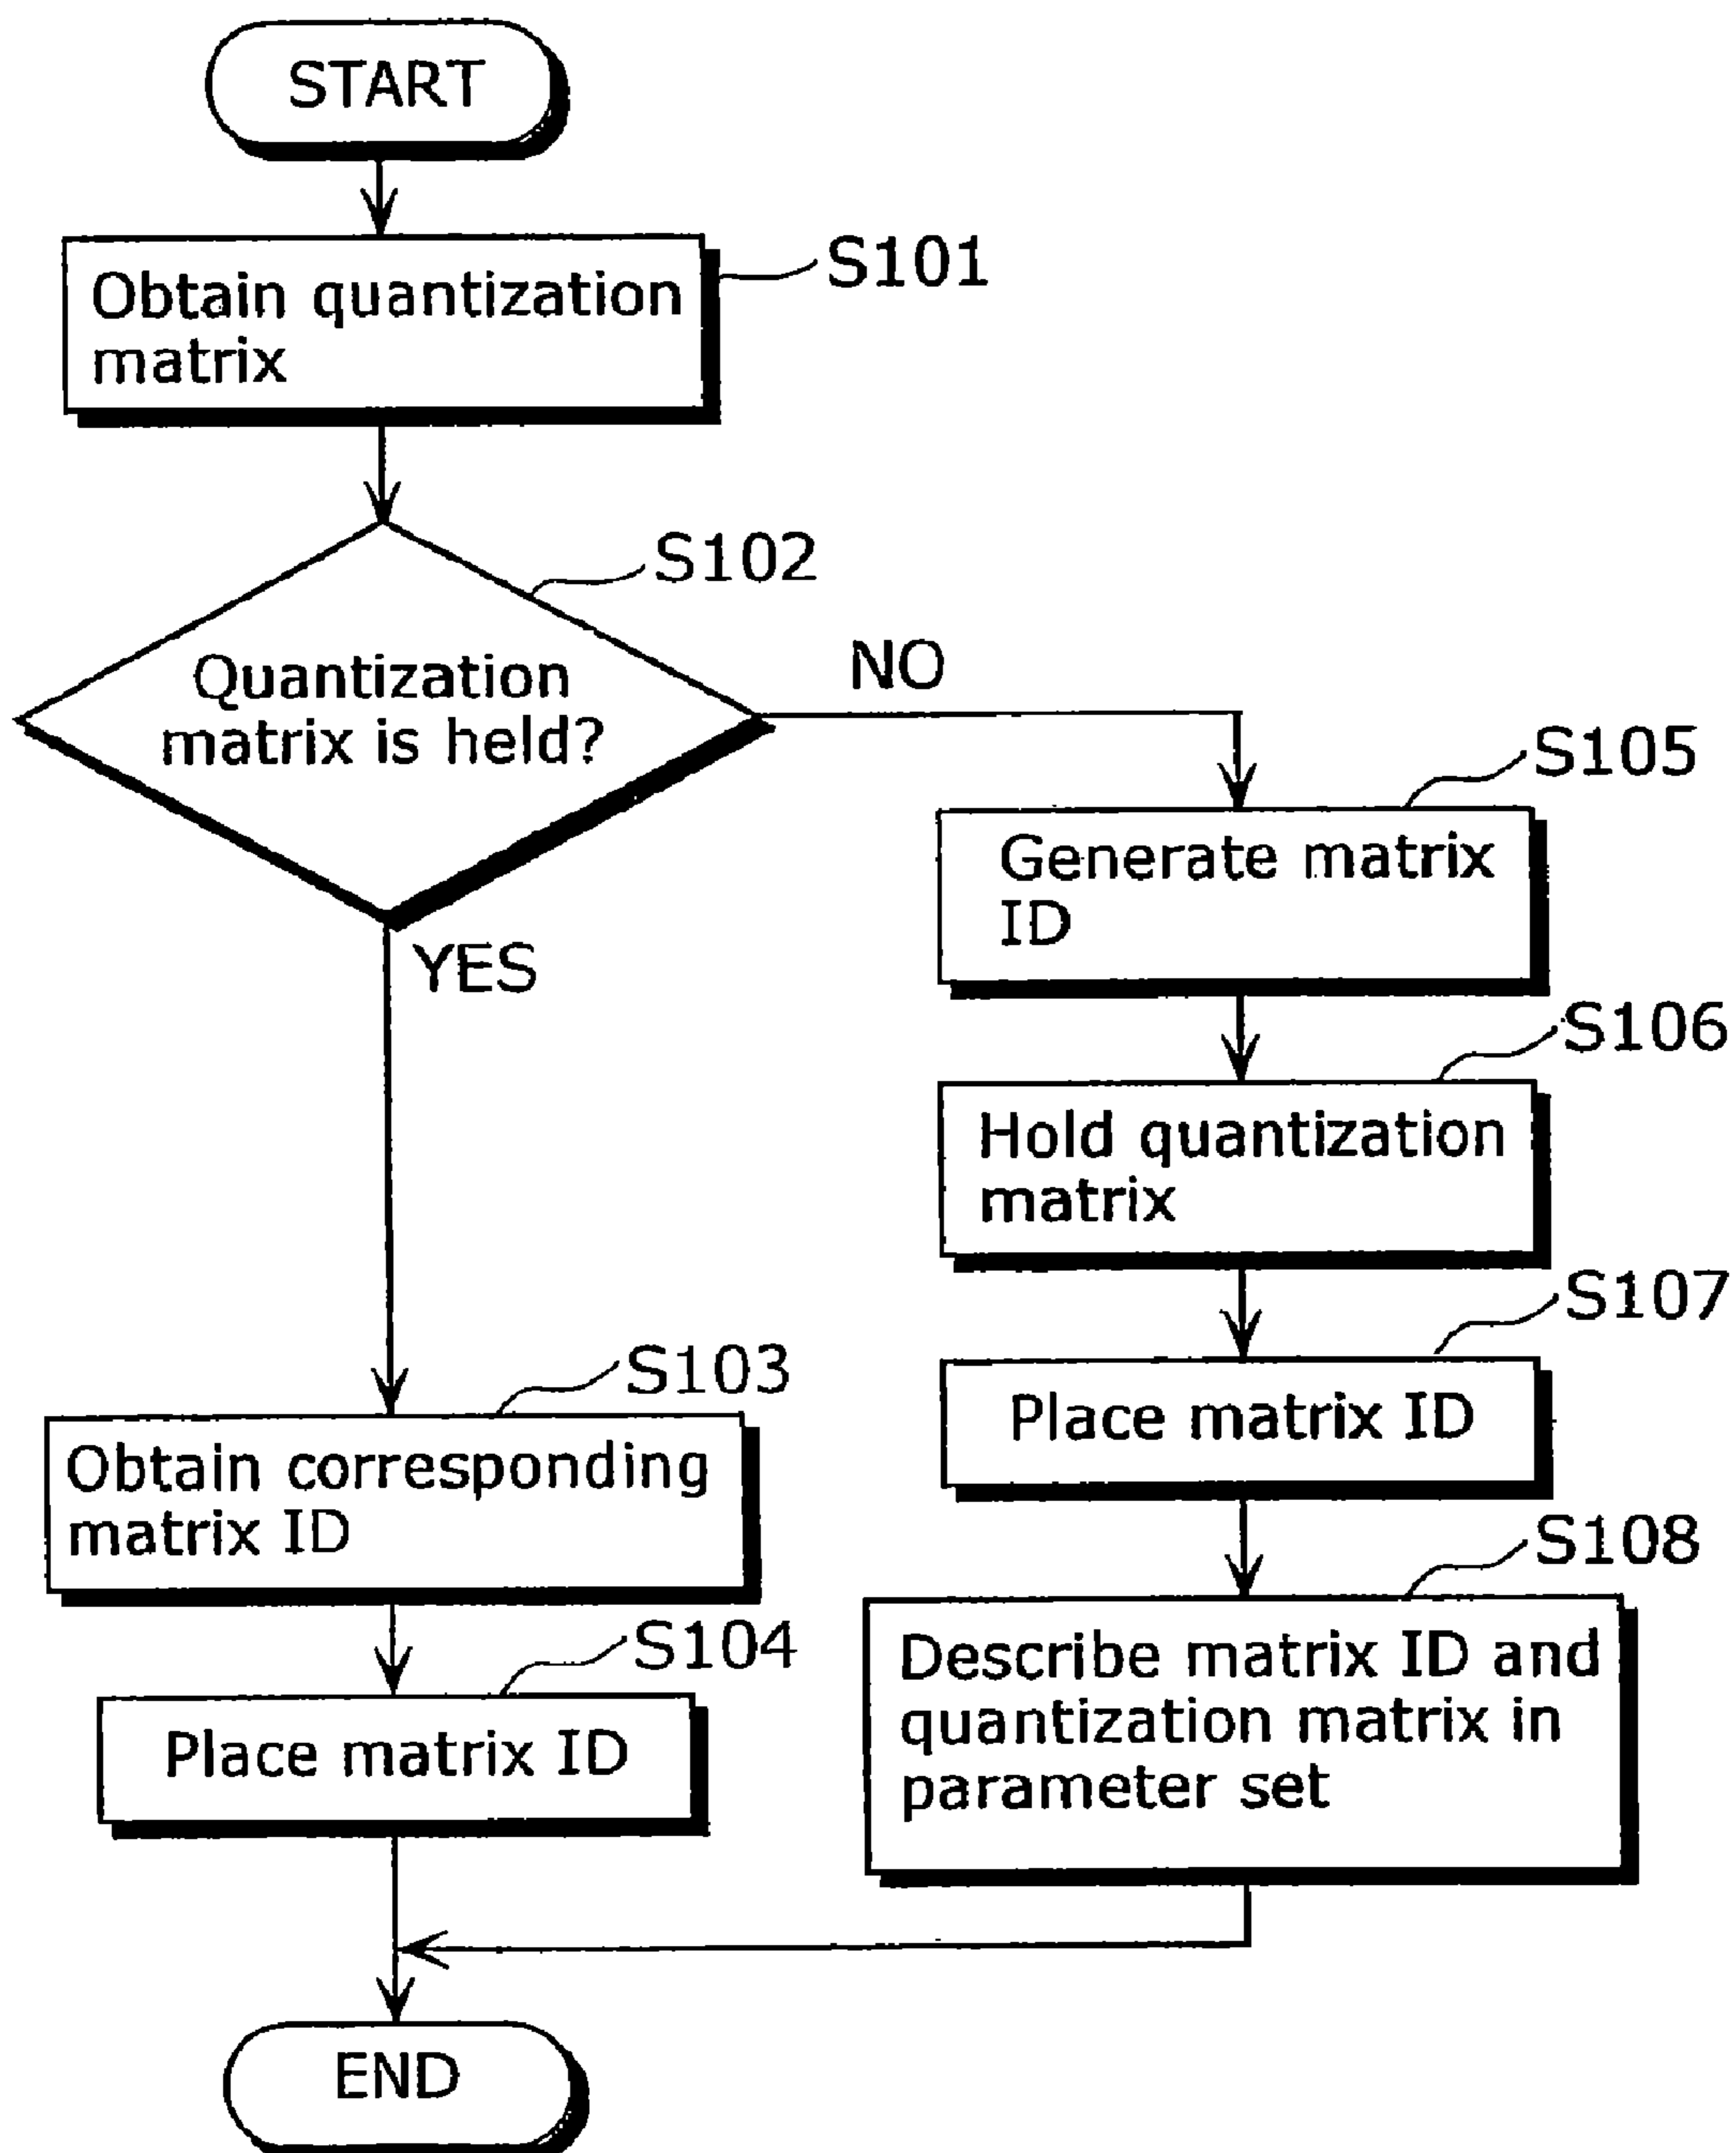 START
S101
Obtain quantization
matrix
S102
Quantization
matrix is held?
NO
YES
S105
Generate matrix
ID
S106
Hold quantization
matrix
S107
Place matrix ID
S103
Obtain corresponding
matrix ID
S108
Describe matrix ID and
quantization matrix in
parameter set
S104
Place matrix ID
END